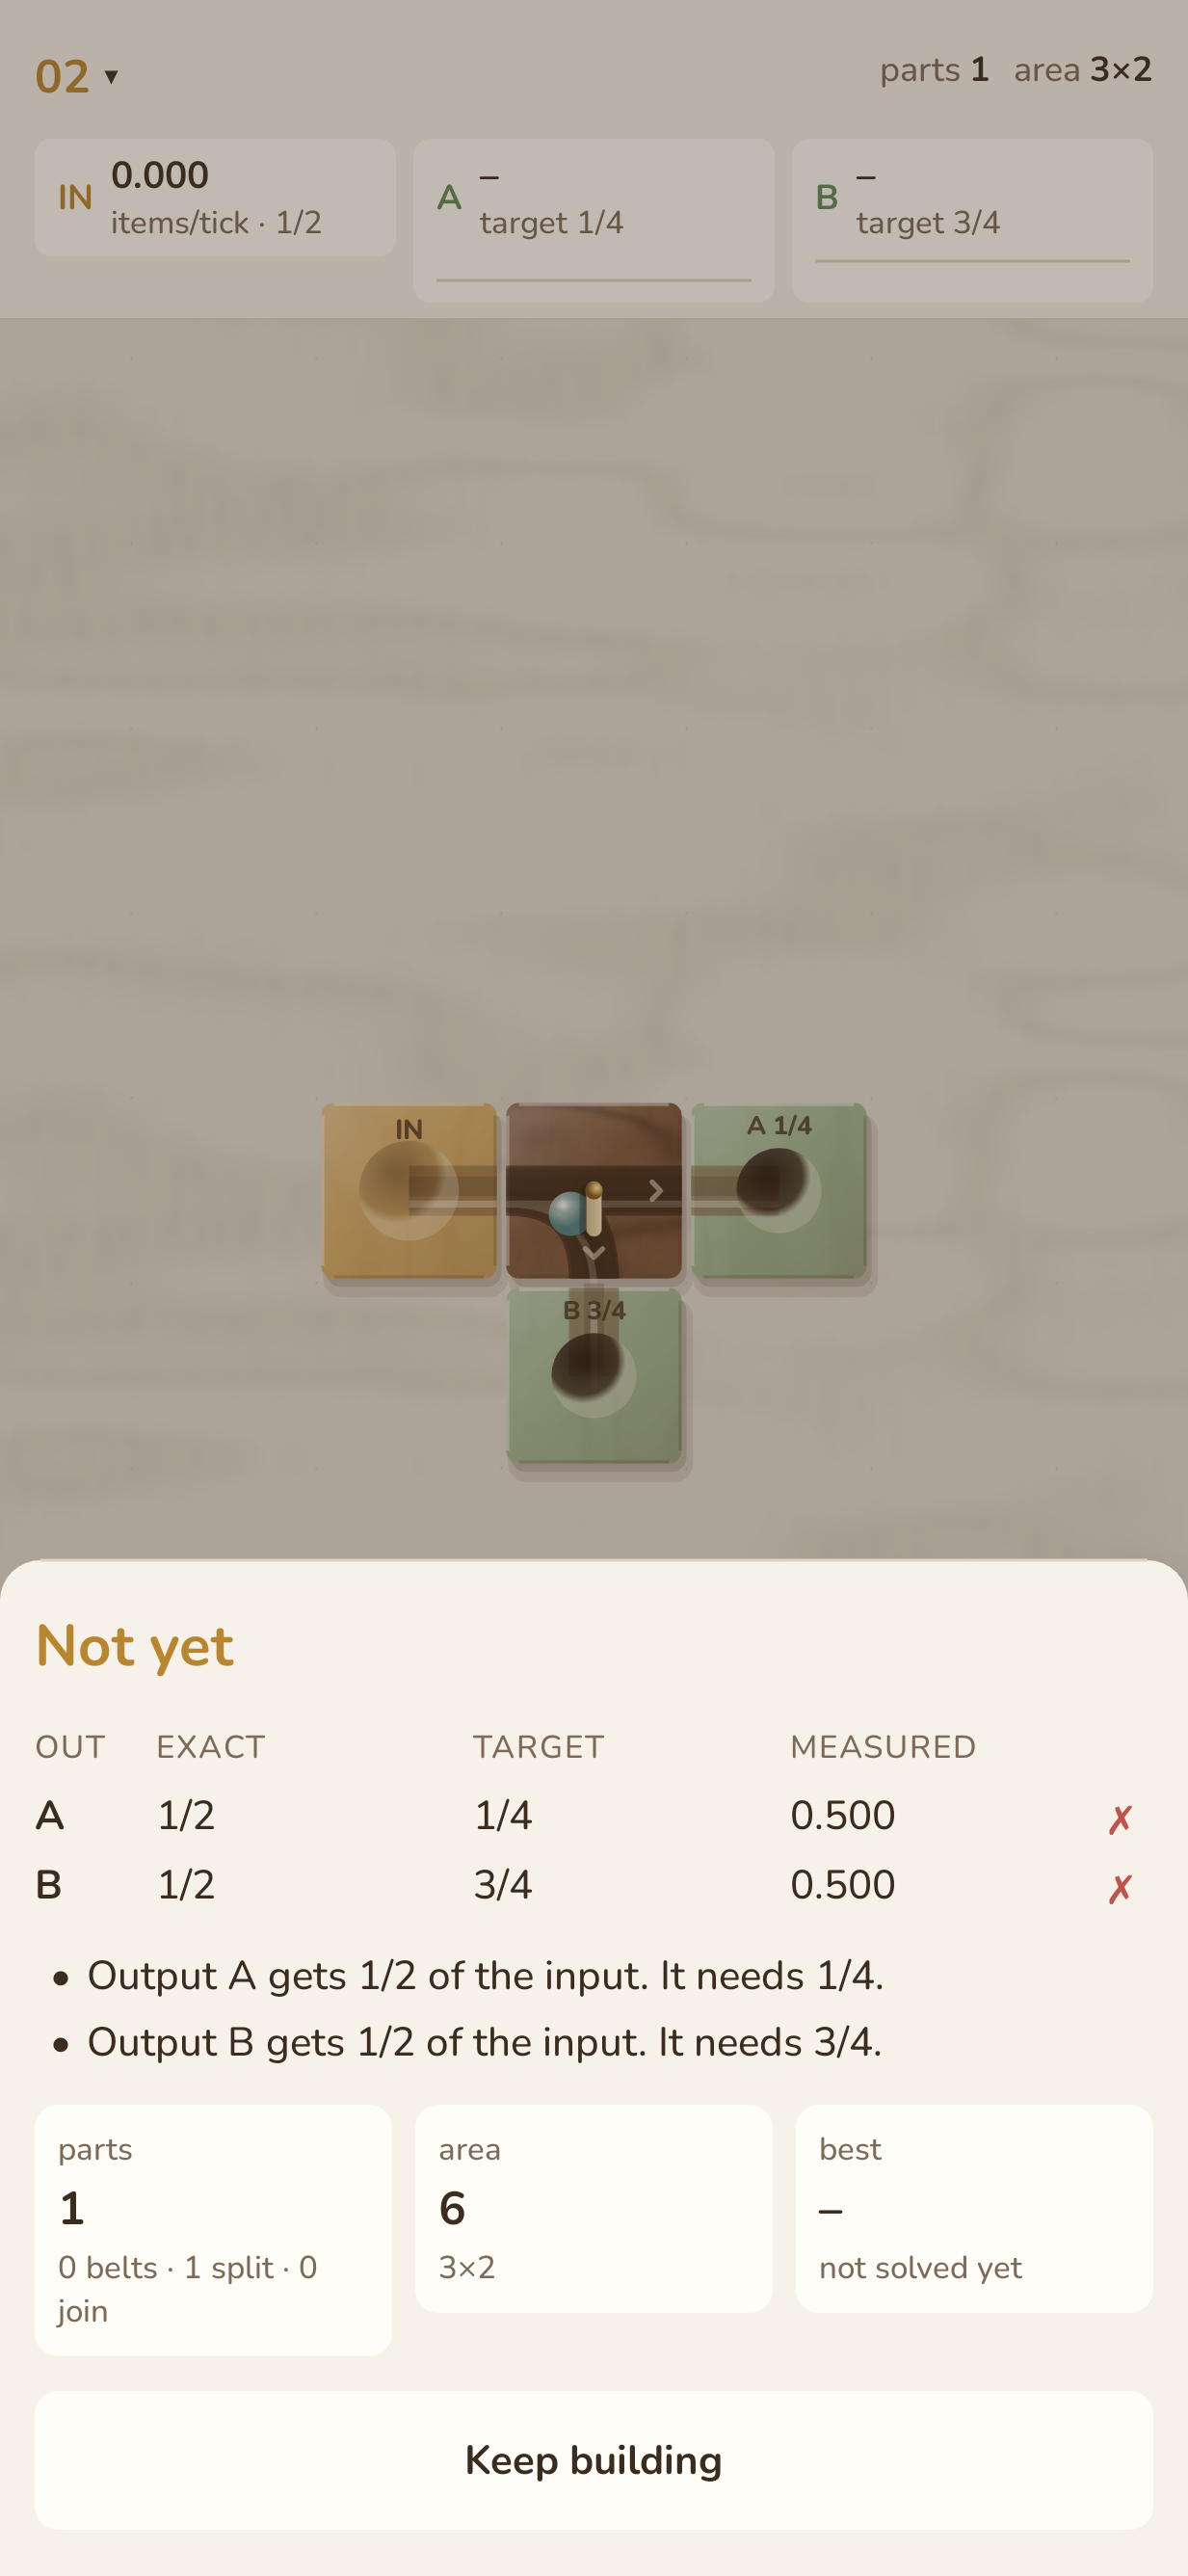 02 ▾
parts 1 area 3×2
IN 0.000
items/tick · 1/2
A –
target 1/4
B –
target 3/4
IN
A 1/4
B 3/4
Not yet
OUT EXACT TARGET MEASURED
A 1/2 1/4 0.500 ✗
B 1/2 3/4 0.500 ✗
• Output A gets 1/2 of the input. It needs 1/4.
• Output B gets 1/2 of the input. It needs 3/4.
parts
1
0 belts · 1 split · 0
join
area
6
3×2
best
–
not solved yet
Keep building